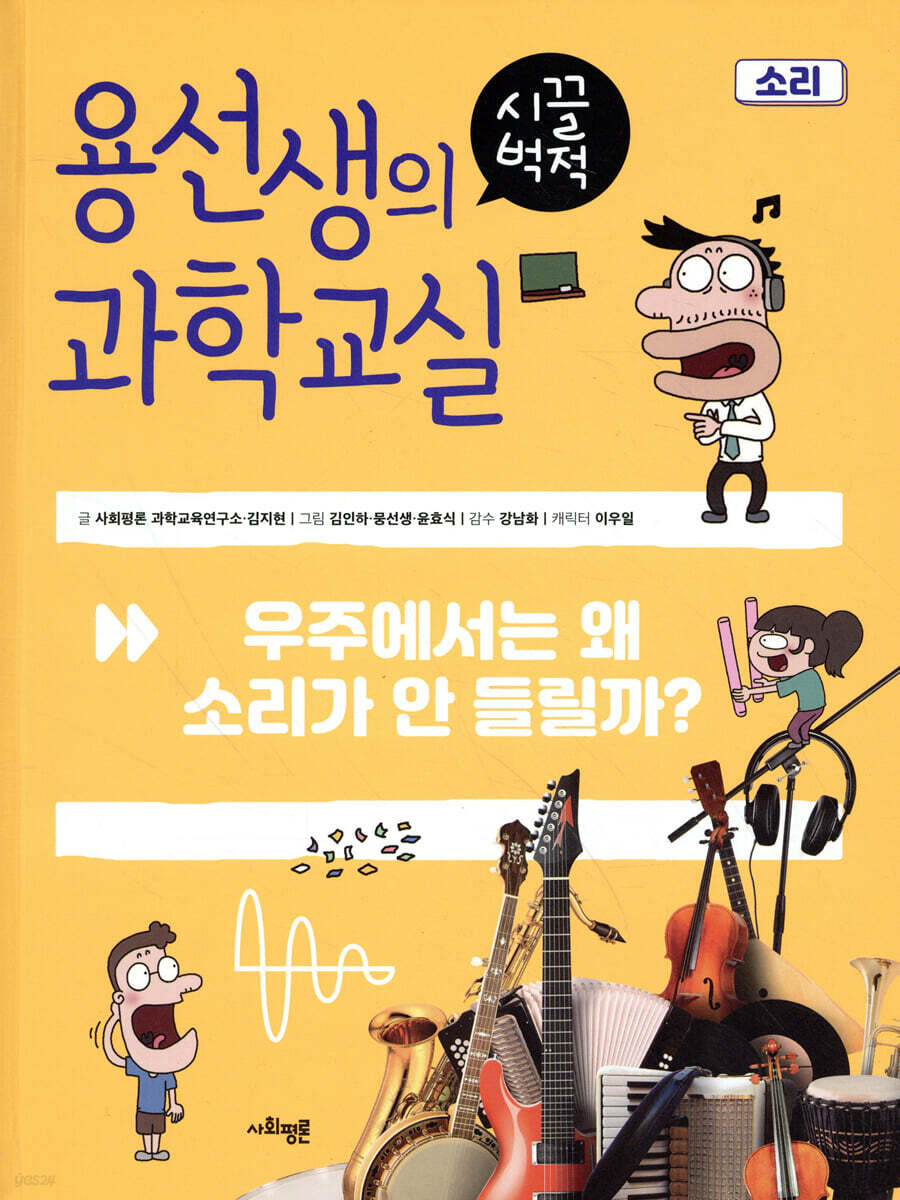 소리
시끌
벅적
용선생의
과학교실
글 사회평론 과학교육연구소·김지현 | 그림 김인하·뭉선생·윤효식 | 감수 강남화 | 캐릭터 이우일
우주에서는 왜
소리가 안 들릴까?
사회평론
yes24